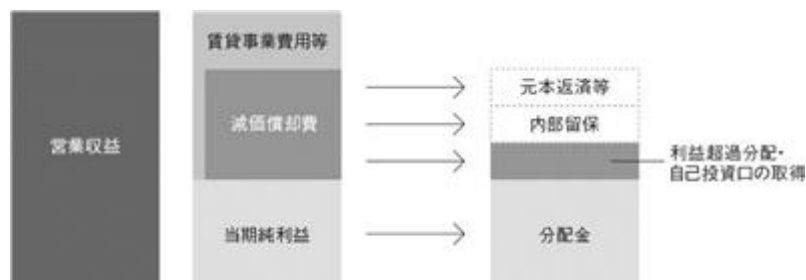 営業収益
賃貸事業費用等
減価償却費
当期純利益
元本返済等
内部留保
分配金
利益超過分配・
自己投資口の取得